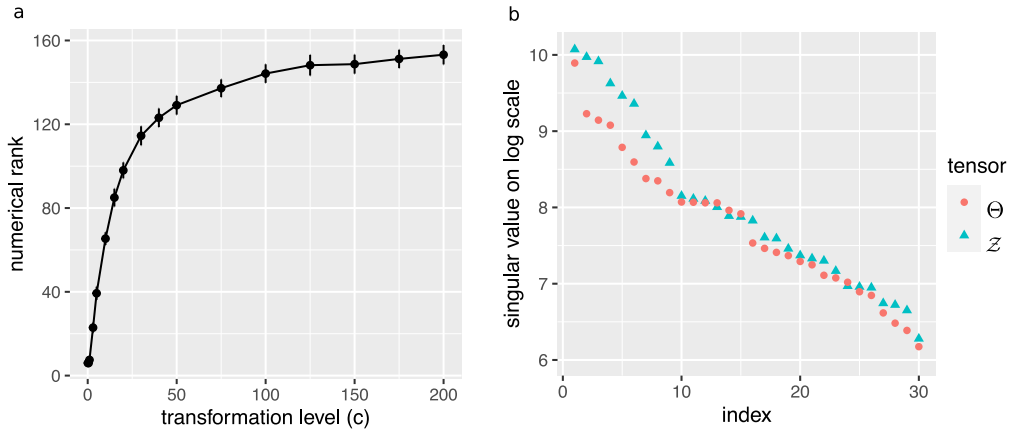 a
160
120
80
40
0
numerical rank
0 50 100 150 200
transformation level (c)
b
10
9
8
7
6
singular value on log scale
0 10 20 30
index
tensor
Θ
𝒵